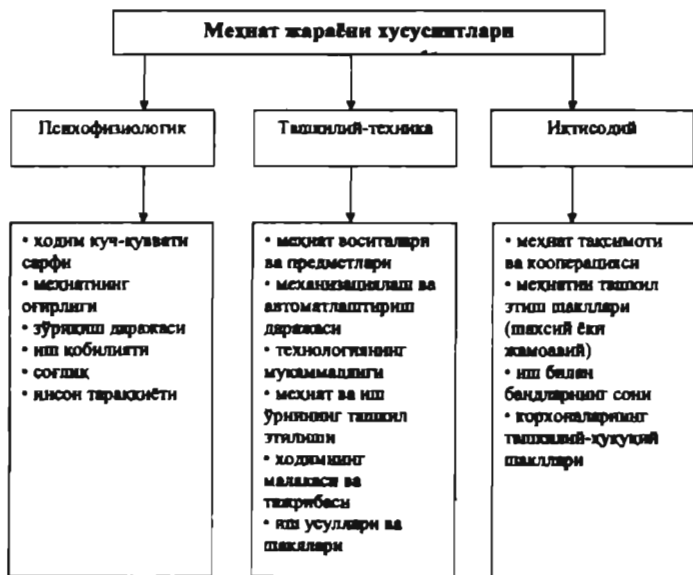 Меҳнат жараёни хусусиятлари
Психофизиологик
Ташкилий-техника
Иқтисодий
• ходим куч-қуввати
сарфи
• меҳнатнинг
оғирлиги
• зўриқиш даражаси
• иш қобилияти
• соғлиқ
• инсон тараққиёти
• меҳнат воситалари
ва предметлари
• механизациялаш ва
автоматлаштириш
даражаси
• технологиянинг
мукаммаллиги
• меҳнат ва иш
ўрнининг ташкил
этилиши
• ходимнинг
малакаси ва
тажрибаси
• иш усуллари ва
шакллари
• меҳнат тақсимоти
ва кооперацияси
• меҳнатни ташкил
этиш шакллари
(шахсий ёки
жамоавий)
• иш билан
бандларнинг сони
• корхоналарнинг
ташкилий-ҳуқуқий
шакллари